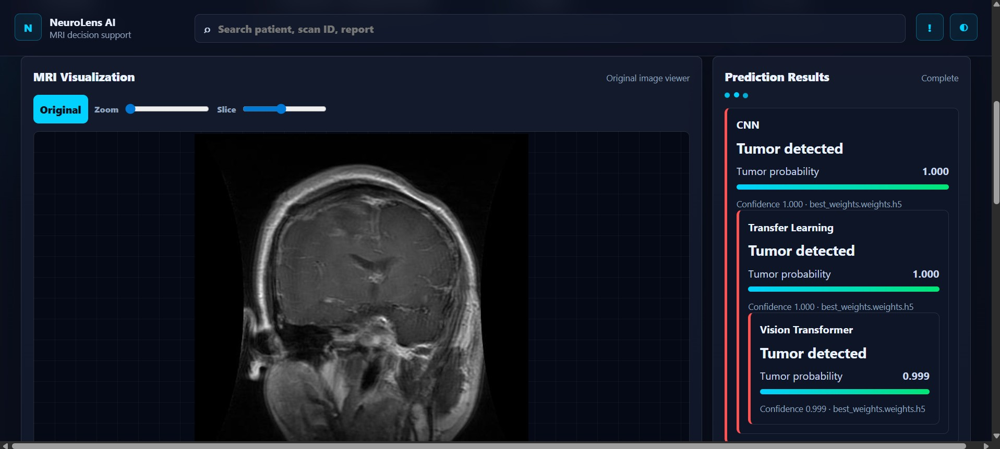 N
NeuroLens AI
MRI decision support
Search patient, scan ID, report
!
MRI Visualization
Original image viewer
Original
Zoom
Slice
Prediction Results
Complete
CNN
Tumor detected
Tumor probability 1.000
Confidence 1.000 · best_weights.weights.h5
Transfer Learning
Tumor detected
Tumor probability 1.000
Confidence 1.000 · best_weights.weights.h5
Vision Transformer
Tumor detected
Tumor probability 0.999
Confidence 0.999 · best_weights.weights.h5